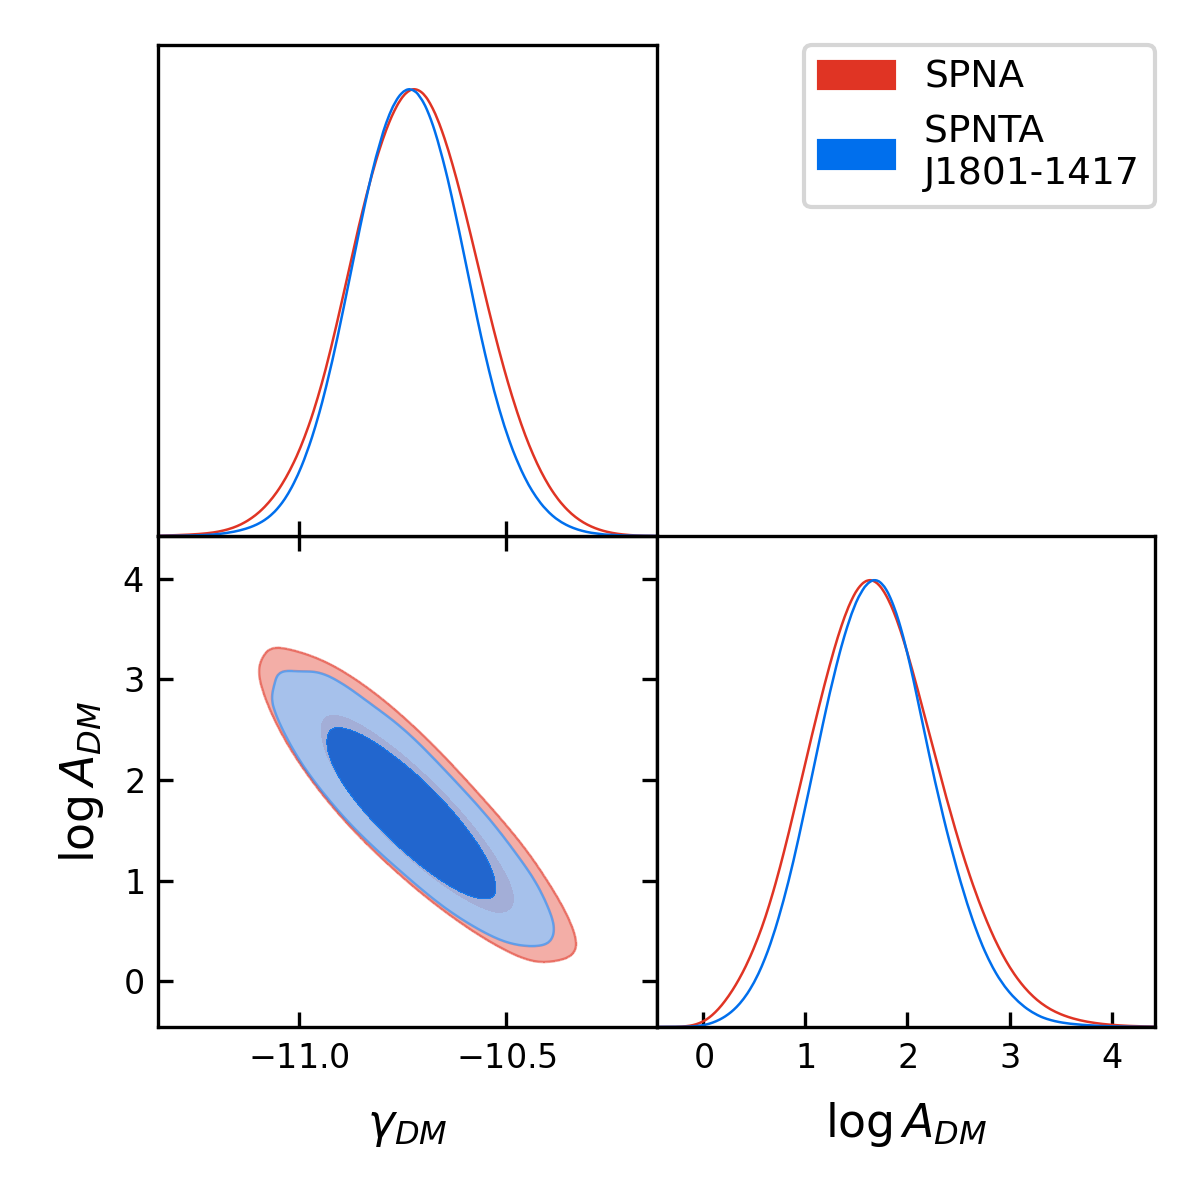 SPNA
SPNTA
J1801-1417
4
3
2
1
0
log A_DM
−11.0 −10.5
γ_DM
0 1 2 3 4
log A_DM